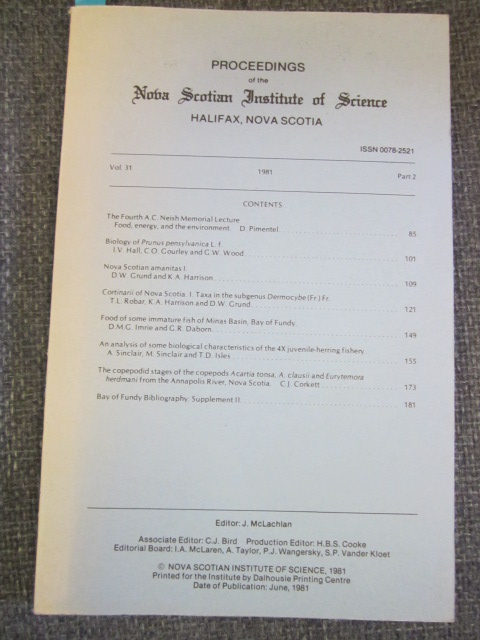 PROCEEDINGS
of the
Nova Scotian Institute of Science
HALIFAX, NOVA SCOTIA
ISSN 0078-2521
Vol. 31 1981 Part 2
CONTENTS
The Fourth A.C. Neish Memorial Lecture
Food, energy, and the environment. D. Pimentel 85
Biology of Prunus pensylvanica L. f.
I.V. Hall, C.O. Gourley and G.W. Wood 101
Nova Scotian amanitas I.
D.W. Grund and K.A. Harrison 109
Cortinarii of Nova Scotia. I. Taxa in the subgenus Dermocybe (Fr.) Fr.
T.L. Robar, K.A. Harrison and D.W. Grund 121
Food of some immature fish of Minas Basin, Bay of Fundy.
D.M.G. Imrie and G.R. Daborn 149
An analysis of some biological characteristics of the 4X juvenile-herring fishery
A. Sinclair, M. Sinclair and T.D. Isles 155
The copepodid stages of the copepods Acartia tonsa, A. clausii and Eurytemora
herdmani from the Annapolis River, Nova Scotia. C.J. Corkett 173
Bay of Fundy Bibliography: Supplement II 181
Editor: J. McLachlan
Associate Editor: C.J. Bird Production Editor: H.B.S. Cooke
Editorial Board: I.A. McLaren, A. Taylor, P.J. Wangersky, S.P. Vander Kloet
© NOVA SCOTIAN INSTITUTE OF SCIENCE, 1981
Printed for the Institute by Dalhousie Printing Centre
Date of Publication: June, 1981